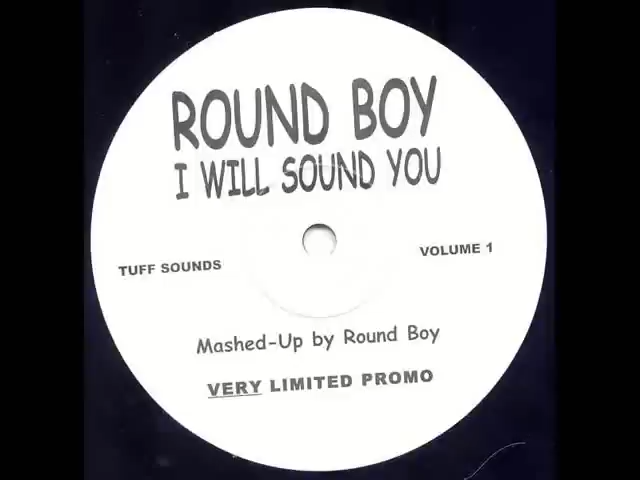 ROUND BOY
I WILL SOUND YOU
TUFF SOUNDS
VOLUME 1
Mashed-Up by Round Boy
VERY LIMITED PROMO